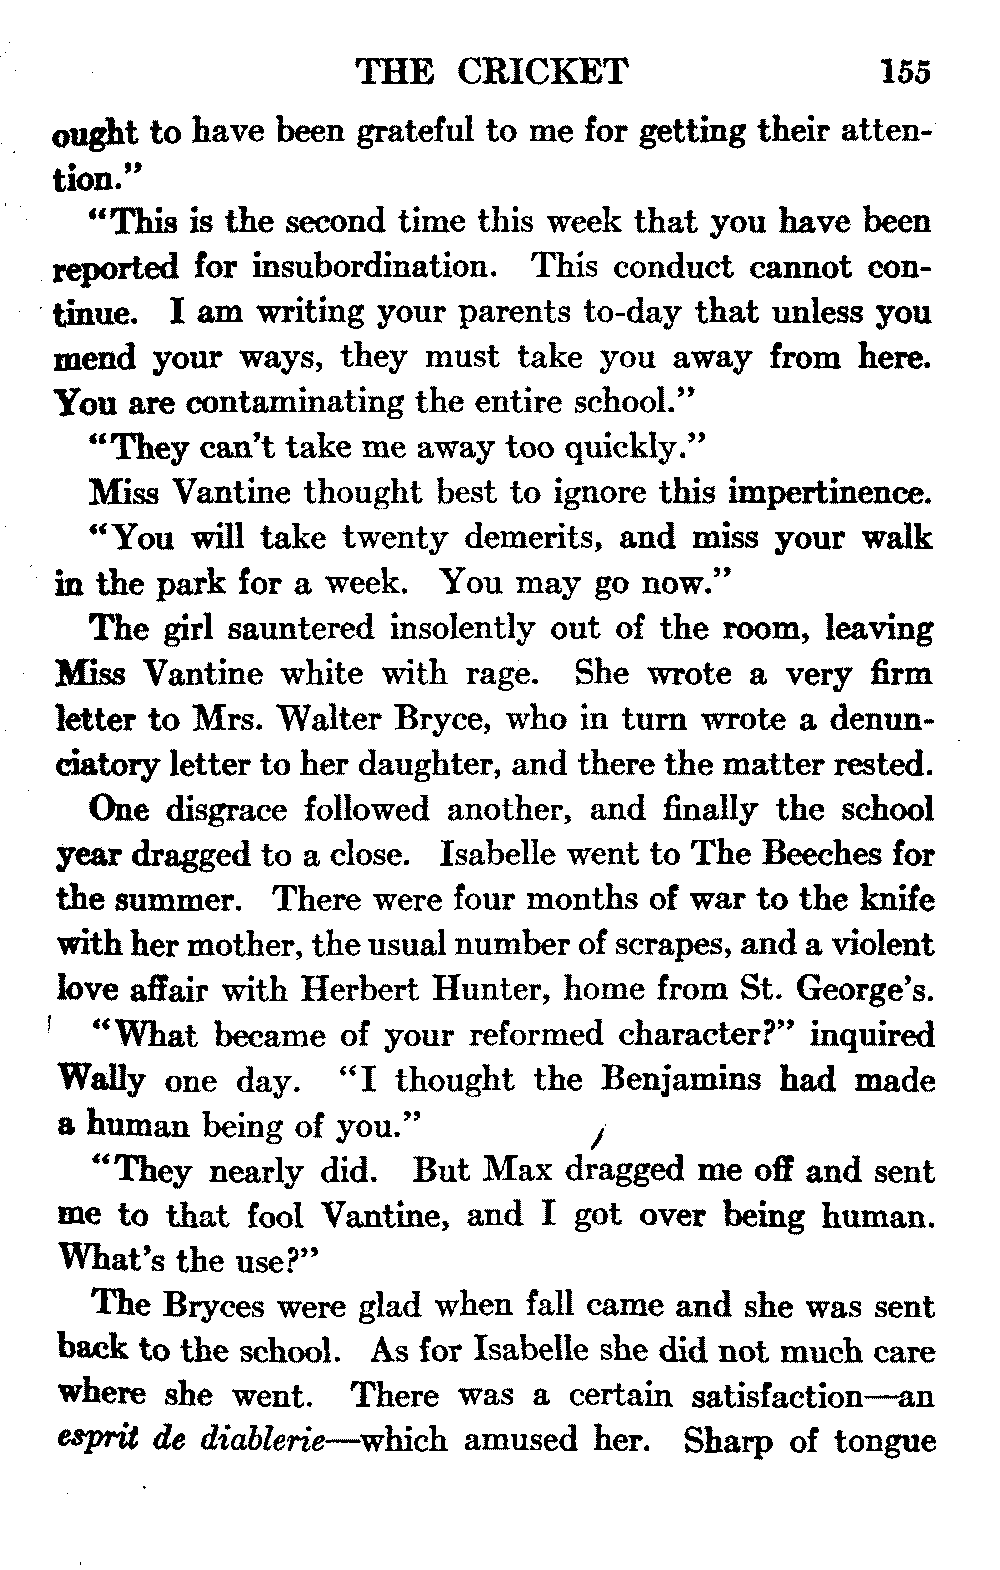 THE CRICKET 155
ought to have been grateful to me for getting their atten-
tion."
"This is the second time this week that you have been
reported for insubordination. This conduct cannot con-
tinue. I am writing your parents to-day that unless you
mend your ways, they must take you away from here.
You are contaminating the entire school."
"They can't take me away too quickly."
Miss Vantine thought best to ignore this impertinence.
"You will take twenty demerits, and miss your walk
in the park for a week. You may go now."
The girl sauntered insolently out of the room, leaving
Miss Vantine white with rage. She wrote a very firm
letter to Mrs. Walter Bryce, who in turn wrote a denun-
ciatory letter to her daughter, and there the matter rested.
One disgrace followed another, and finally the school
year dragged to a close. Isabelle went to The Beeches for
the summer. There were four months of war to the knife
with her mother, the usual number of scrapes, and a violent
love affair with Herbert Hunter, home from St. George's.
"What became of your reformed character?" inquired
Wally one day. "I thought the Benjamins had made
a human being of you."
"They nearly did. But Max dragged me off and sent
me to that fool Vantine, and I got over being human.
What's the use?"
The Bryces were glad when fall came and she was sent
back to the school. As for Isabelle she did not much care
where she went. There was a certain satisfaction—an
esprit de diablerie—which amused her. Sharp of tongue